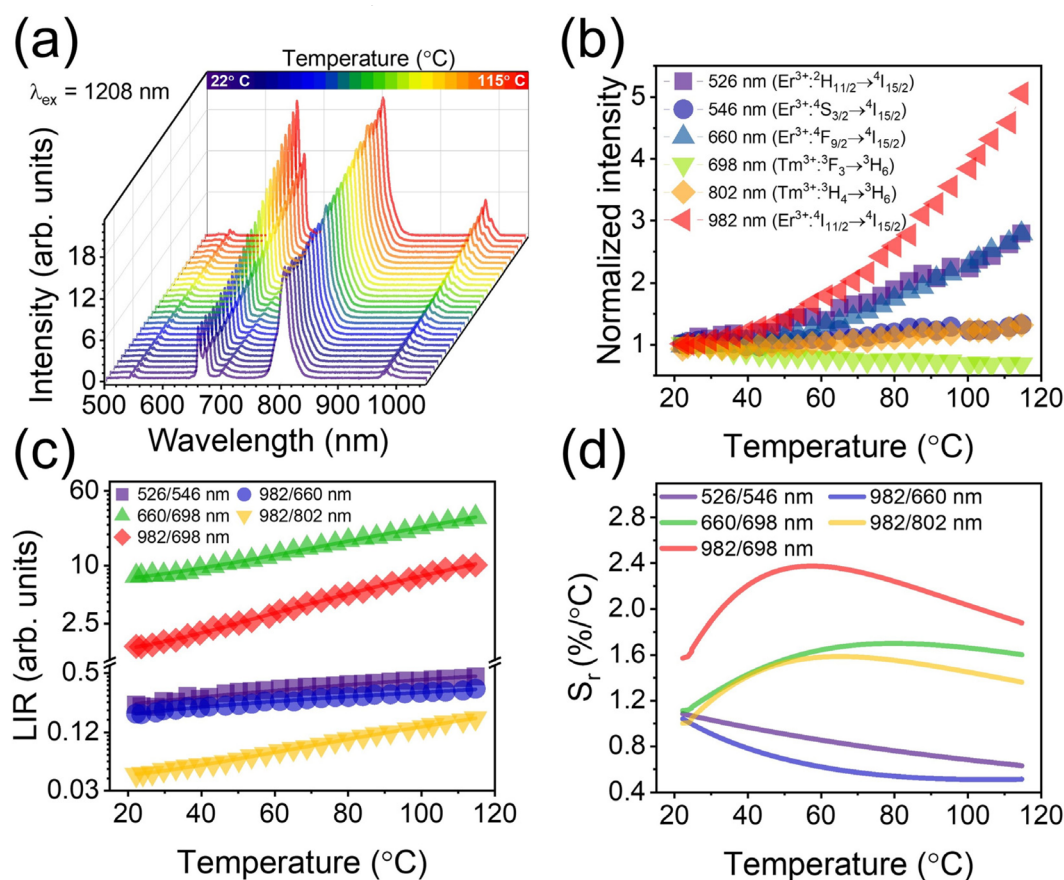 (a)
Temperature (°C)
22° C 115° C
λex = 1208 nm
Intensity (arb. units)
18
12
6
0
500 600 700 800 900 1000
Wavelength (nm)
(b)
526 nm (Er³⁺:²H₁₁/₂→⁴I₁₅/₂)
546 nm (Er³⁺:⁴S₃/₂→⁴I₁₅/₂)
660 nm (Er³⁺:⁴F₉/₂→⁴I₁₅/₂)
698 nm (Tm³⁺:³F₃→³H₆)
802 nm (Tm³⁺:³H₄→³H₆)
982 nm (Er³⁺:⁴I₁₁/₂→⁴I₁₅/₂)
Normalized intensity
5
4
3
2
1
20 40 60 80 100 120
Temperature (°C)
(c)
526/546 nm 982/660 nm
660/698 nm 982/802 nm
982/698 nm
LIR (arb. units)
60
10
2.5
0.5
0.12
0.03
20 40 60 80 100 120
Temperature (°C)
(d)
526/546 nm 982/660 nm
660/698 nm 982/802 nm
982/698 nm
Sᵣ (%/°C)
2.8
2.4
2.0
1.6
1.2
0.8
0.4
20 40 60 80 100 120
Temperature (°C)